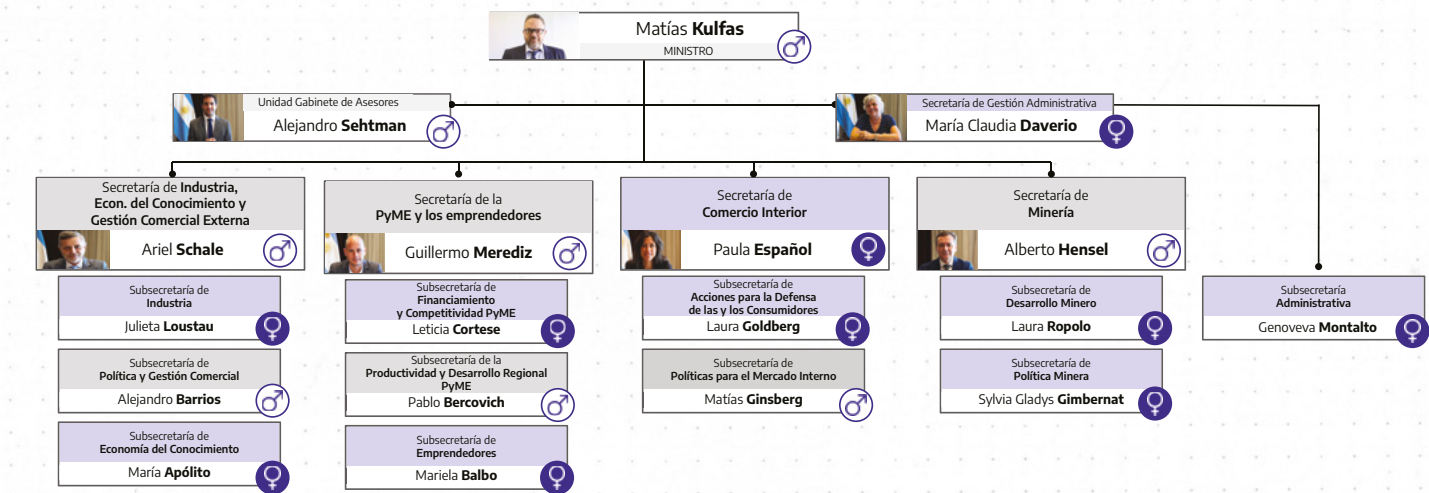 Matías Kulfas
MINISTRO
Unidad Gabinete de Asesores
Alejandro Sehtman
Secretaría de Gestión Administrativa
María Claudia Daverio
Secretaría de Industria,
Econ. del Conocimiento y
Gestión Comercial Externa
Ariel Schale
Secretaría de la
PyME y los emprendedores
Guillermo Merediz
Secretaría de
Comercio Interior
Paula Español
Secretaría de
Minería
Alberto Hensel
Subsecretaría de
Industria
Julieta Loustau
Subsecretaría de
Política y Gestión Comercial
Alejandro Barrios
Subsecretaría de
Economía del Conocimiento
María Apólito
Subsecretaría de
Financiamiento
y Competitividad PyME
Leticia Cortese
Subsecretaría de la
Productividad y Desarrollo Regional
PyME
Pablo Bercovich
Subsecretaría de
Emprendedores
Mariela Balbo
Subsecretaría de
Acciones para la Defensa
de las y los Consumidores
Laura Goldberg
Subsecretaría de
Políticas para el Mercado Interno
Matías Ginsberg
Subsecretaría de
Desarrollo Minero
Laura Ropolo
Subsecretaría de
Política Minera
Sylvia Gladys Gimbernat
Subsecretaría
Administrativa
Genoveva Montalto